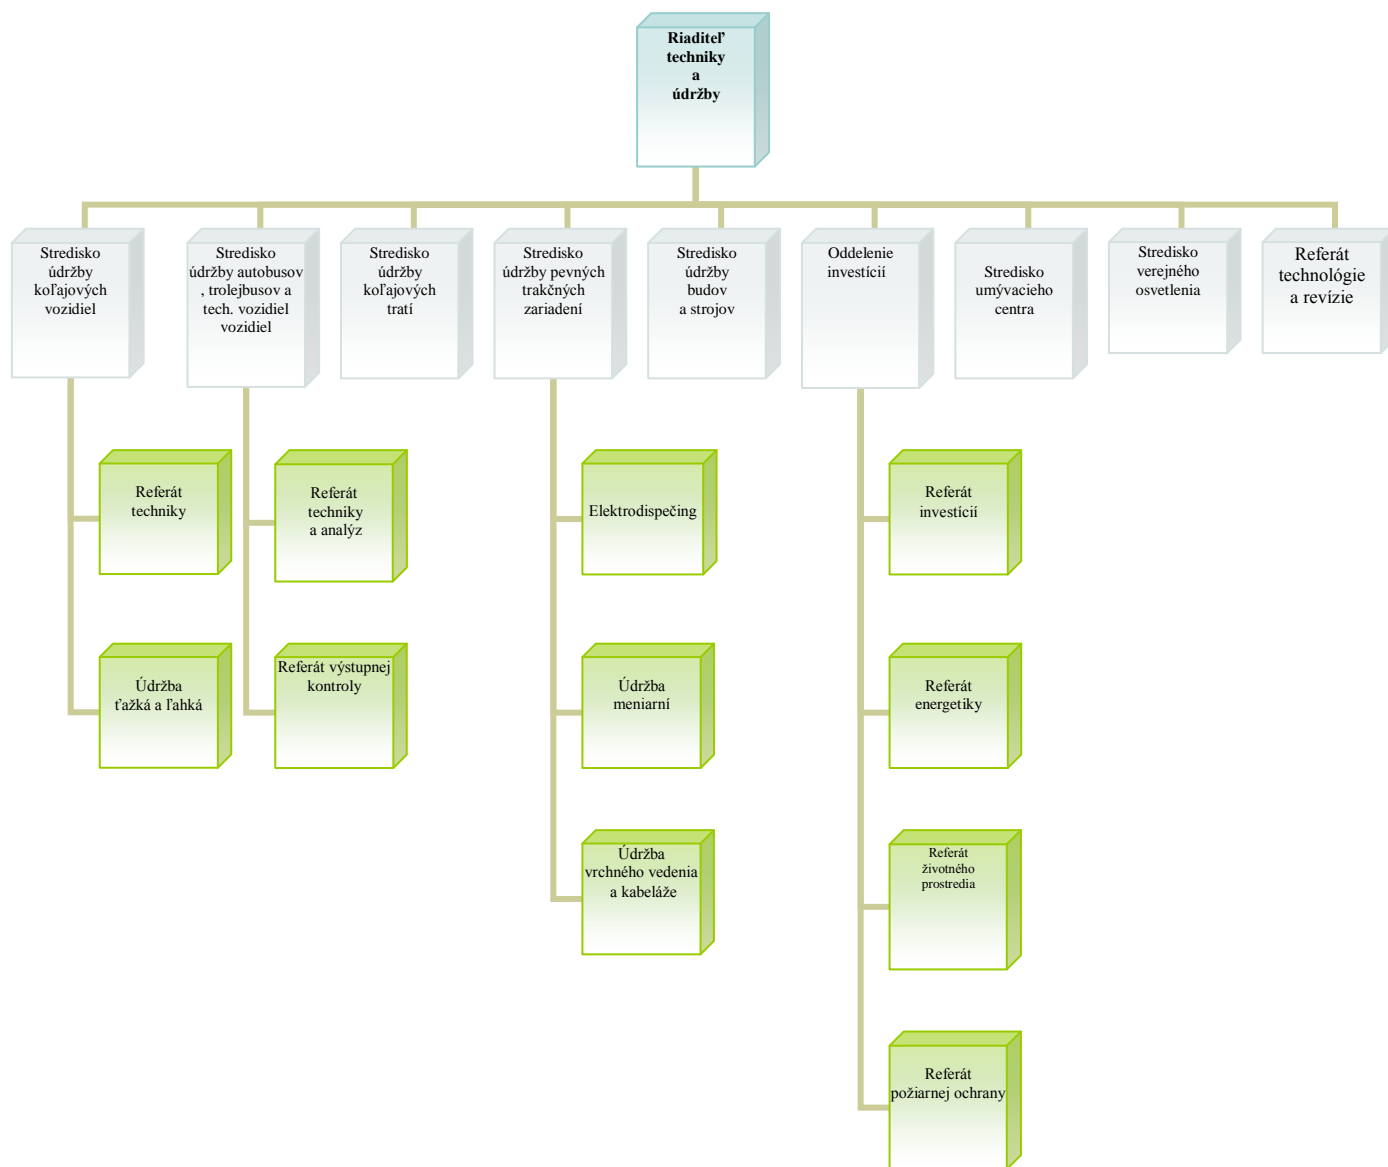 Riaditeľ
techniky
a
údržby
Stredisko
údržby
koľajových
vozidiel
Stredisko
údržby autobusov
, trolejbusov a
tech. vozidiel
vozidiel
Stredisko
údržby
koľajových
tratí
Stredisko
údržby pevných
trakčných
zariadení
Stredisko
údržby
budov
a strojov
Oddelenie
investícií
Stredisko
umývacieho
centra
Stredisko
verejného
osvetlenia
Referát
technológie
a revízie
Referát
techniky
Referát
techniky
a analýz
Elektrodispečing
Referát
investícií
Údržba
ťažká a ľahká
Referát výstupnej
kontroly
Údržba
meniarní
Referát
energetiky
Údržba
vrchného vedenia
a kabeláže
Referát
životného
prostredia
Referát
požiarnej ochrany